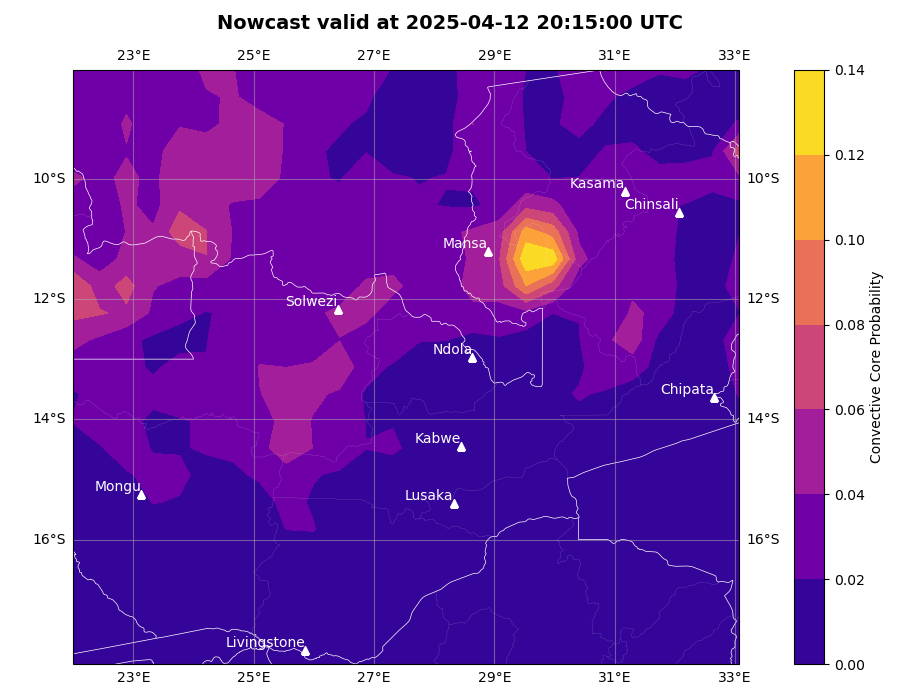 Nowcast valid at 2025-04-12 20:15:00 UTC
23°E 25°E 27°E 29°E 31°E 33°E
0.14
0.12
10°S 10°S
Kasama
Chinsali
0.10
Mansa
12°S 12°S
Solwezi
0.08
Ndola
Chipata
0.06
14°S 14°S
Kabwe
Mongu
Lusaka
0.04
16°S 16°S
0.02
Livingstone
0.00
23°E 25°E 27°E 29°E 31°E 33°E
Convective Core Probability